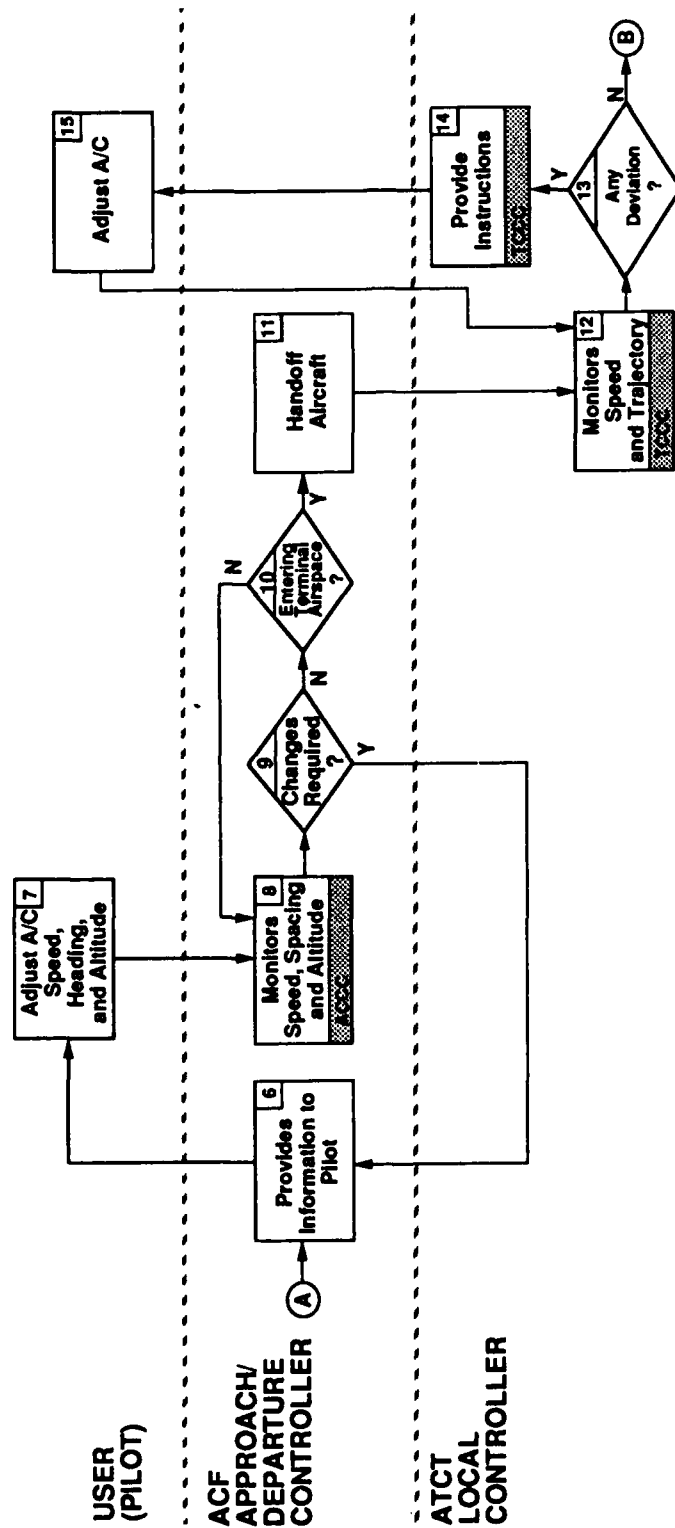 USER
(PILOT)
ACF
APPROACH/
DEPARTURE
CONTROLLER
ATCT
LOCAL
CONTROLLER
A
6
Provides
Information to
Pilot
7
Adjust A/C
Speed,
Heading,
and Altitude
8
Monitors
Speed, Spacing
and Altitude
ACCC
9
Changes
Required
?
Y
N
10
Entering
Terminal
Airspace
?
N
Y
11
Handoff
Aircraft
12
Monitors
Speed
and Trajectory
TCCC
13
Any
Deviation
?
Y
N
14
Provide
Instructions
TCCC
15
Adjust A/C
B